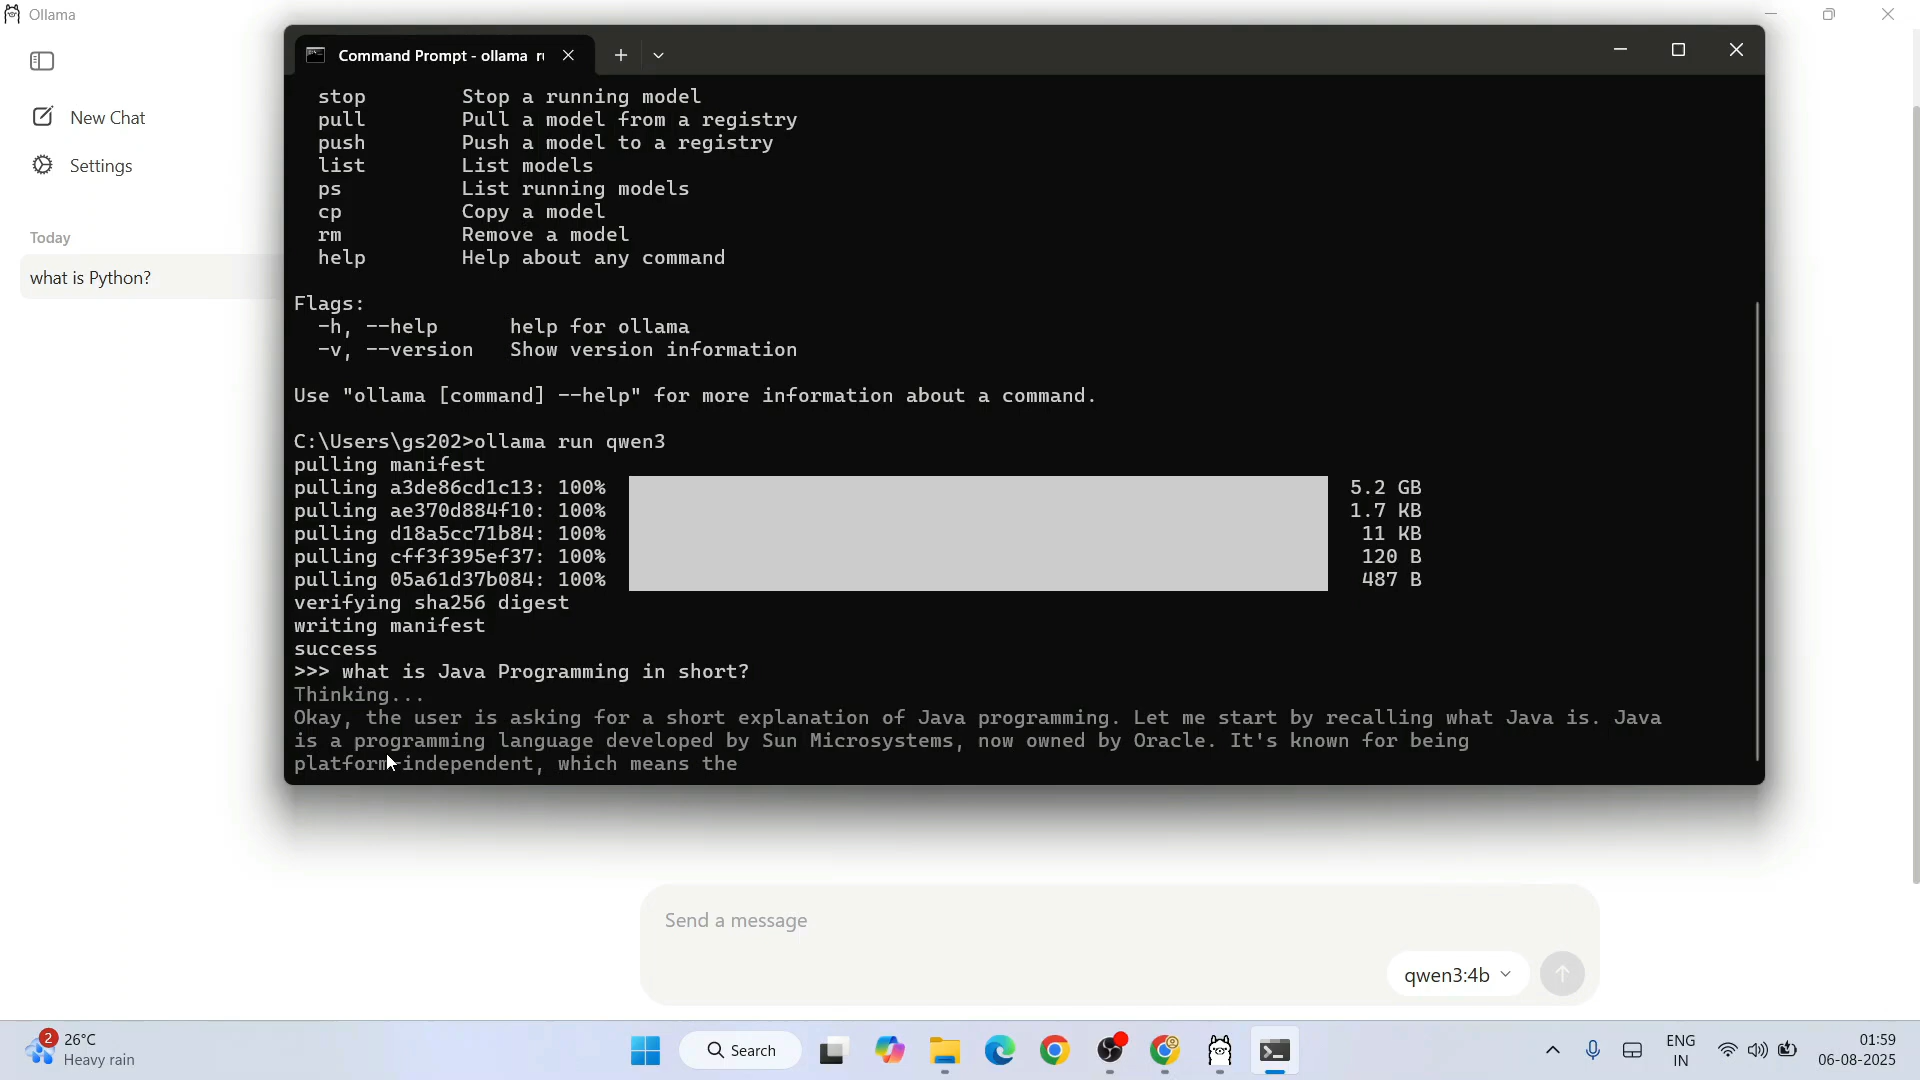 Ollama
New Chat
Settings
Today
what is Python?
Command Prompt - ollama
stop Stop a running model
pull Pull a model from a registry
push Push a model to a registry
list List models
ps List running models
cp Copy a model
rm Remove a model
help Help about any command
Flags:
-h, --help help for ollama
-v, --version Show version information
Use "ollama [command] --help" for more information about a command.
C:\Users\gs202>ollama run qwen3
pulling manifest
pulling a3de86cd1c13: 100% 5.2 GB
pulling ae370d884f10: 100% 1.7 KB
pulling d18a5cc71b84: 100% 11 KB
pulling cff3f395ef37: 100% 120 B
pulling 05a61d37b084: 100% 487 B
verifying sha256 digest
writing manifest
success
>>> what is Java Programming in short?
Thinking...
Okay, the user is asking for a short explanation of Java programming. Let me start by recalling what Java is. Java
is a programming language developed by Sun Microsystems, now owned by Oracle. It's known for being
platform-independent, which means the
Send a message
qwen3:4b
2
26°C
Heavy rain
Search
ENG
IN
01:59
06-08-2025